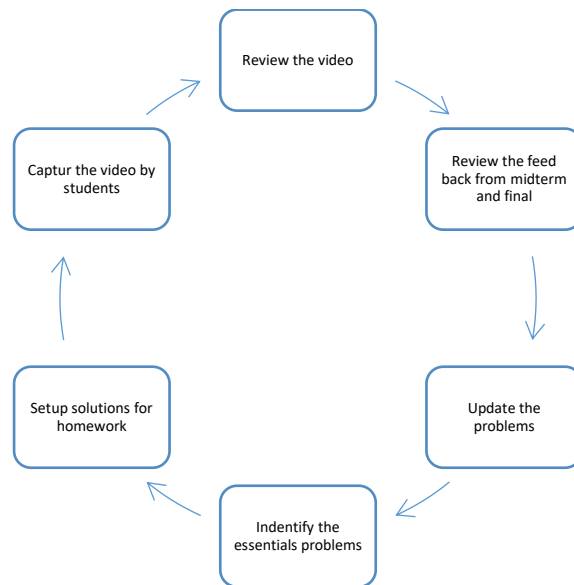 Review the video
Review the feed
back from midterm
and final
Update the
problems
Indentify the
essentials problems
Setup solutions for
homework
Captur the video by
students